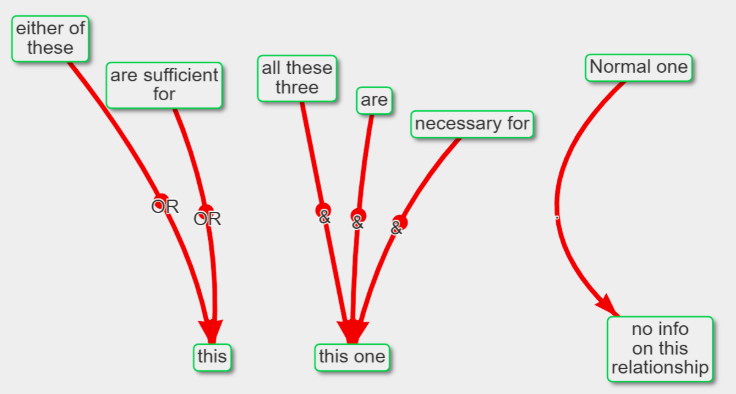 either of
these
are sufficient
for
OR
OR
this
all these
three
are
necessary for
&
&
&
this one
Normal one
.
no info
on this
relationship